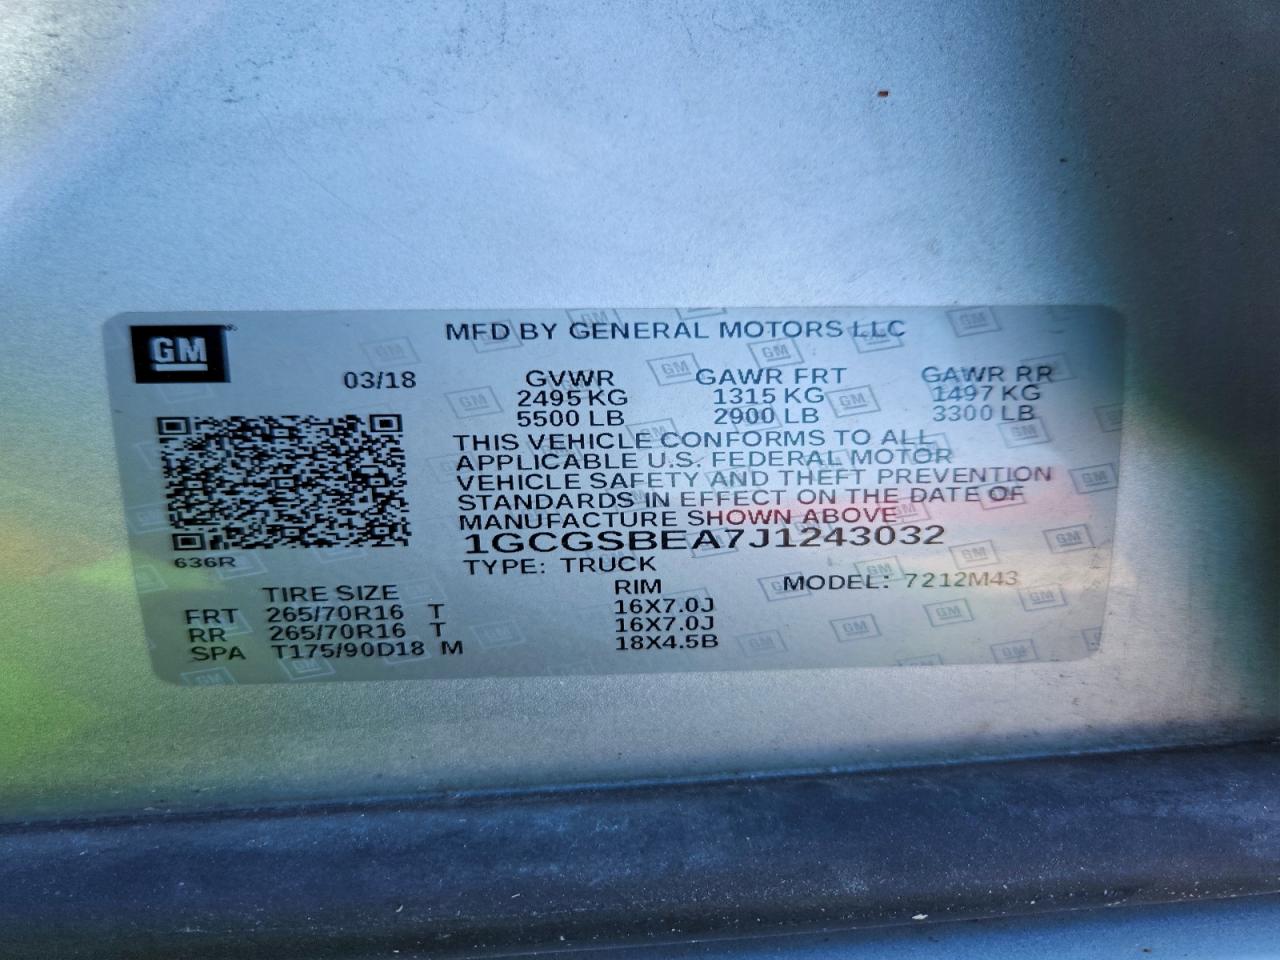 GM
MFD BY GENERAL MOTORS LLC
03/18
GVWR GAWR FRT GAWR RR
2495 KG 1315 KG 1497 KG
5500 LB 2900 LB 3300 LB
THIS VEHICLE CONFORMS TO ALL
APPLICABLE U.S. FEDERAL MOTOR
VEHICLE SAFETY AND THEFT PREVENTION
STANDARDS IN EFFECT ON THE DATE OF
MANUFACTURE SHOWN ABOVE
1GCGSBEA7J1243032
636R
TYPE: TRUCK MODEL: 7212M43
TIRE SIZE RIM
FRT 265/70R16 T 16X7.0J
RR 265/70R16 T 16X7.0J
SPA T175/90D18 M 18X4.5B